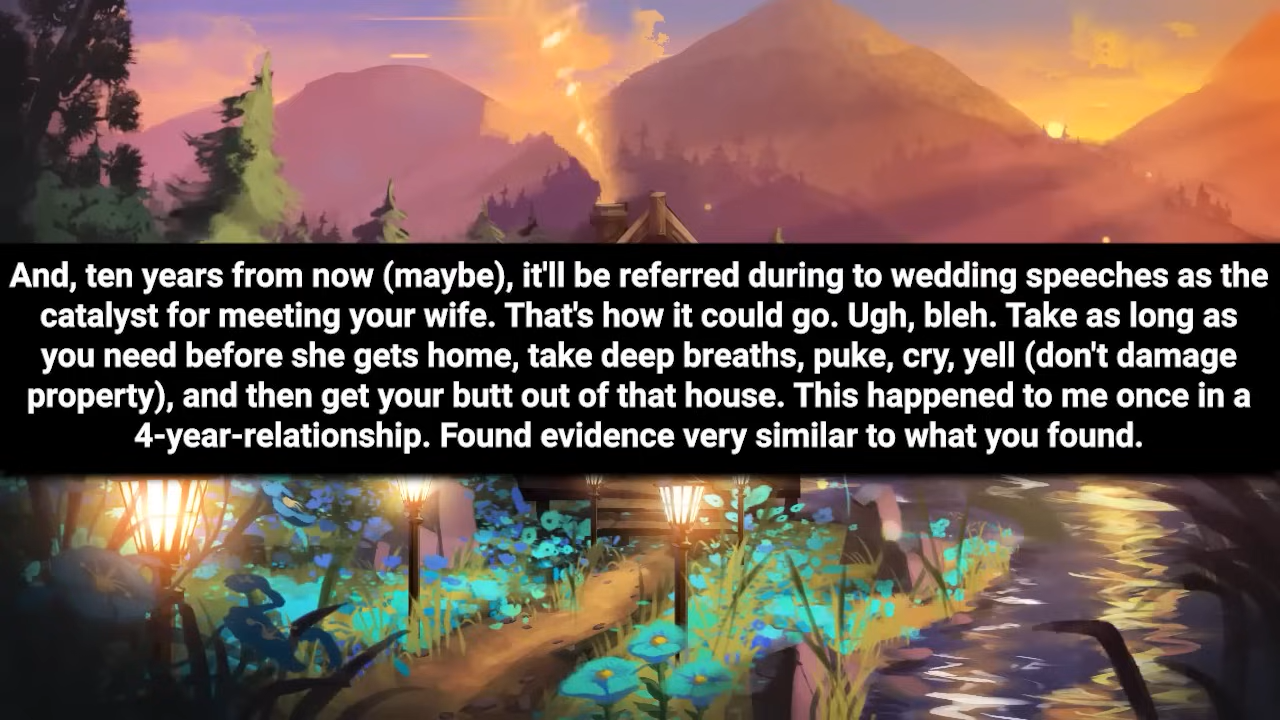 And, ten years from now (maybe), it'll be referred during to wedding speeches as the
catalyst for meeting your wife. That's how it could go. Ugh, bleh. Take as long as
you need before she gets home, take deep breaths, puke, cry, yell (don't damage
property), and then get your butt out of that house. This happened to me once in a
4-year-relationship. Found evidence very similar to what you found.